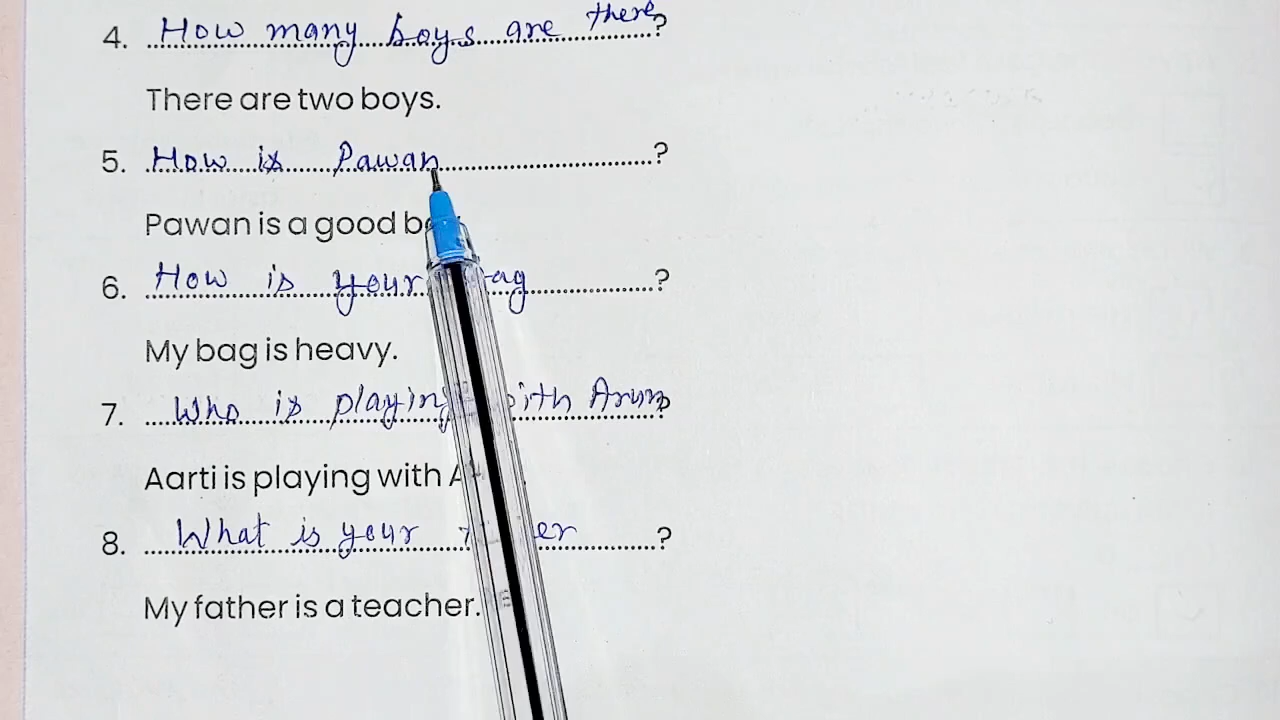 4. How many boys are there?
There are two boys.
5. How is Pawan ?
Pawan is a good
6. How is your ?
My bag is heavy.
7. Who is playing with Arun?
Aarti is playing with
8. What is your ?
My father is a teacher.